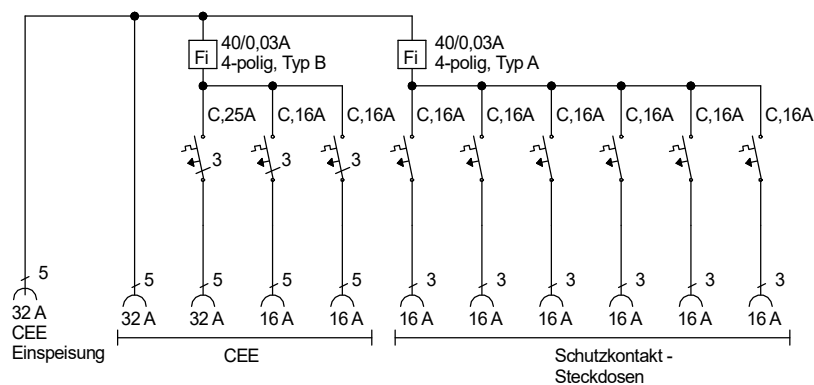 40/0,03A
4-polig, Typ B
Fi
40/0,03A
4-polig, Typ A
Fi
C,25A C,16A C,16A C,16A C,16A C,16A C,16A C,16A C,16A
3 3 3
5 5 5 5 5 3 3 3 3 3 3
32 A 32 A 32 A 16 A 16 A 16 A 16 A 16 A 16 A 16 A 16 A
CEE
Einspeisung
CEE
Schutzkontakt -
Steckdosen